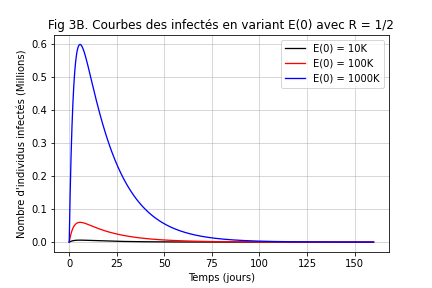 Fig 3B. Courbes des infectés en variant E(0) avec R = 1/2
E(0) = 10K
E(0) = 100K
E(0) = 1000K
Nombre d'individus infectés (Millions)
0.6
0.5
0.4
0.3
0.2
0.1
0.0
0 25 50 75 100 125 150
Temps (jours)